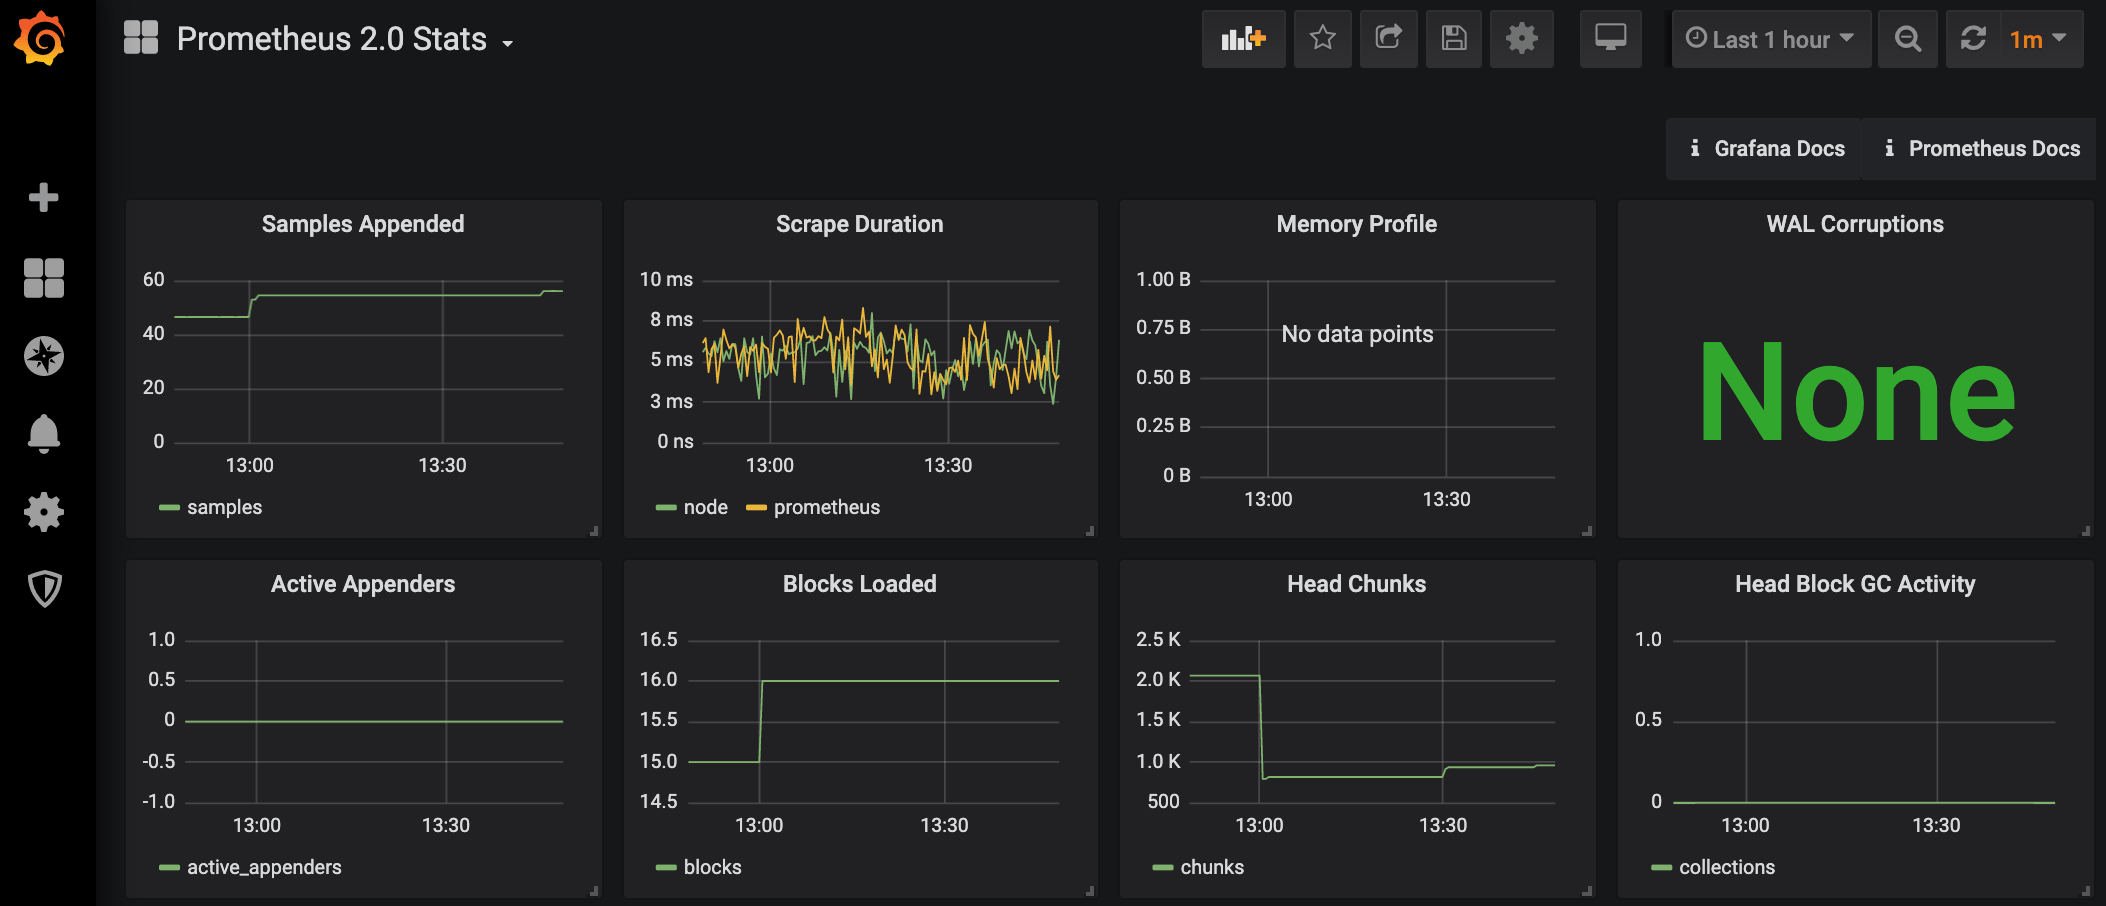 Prometheus 2.0 Stats
Last 1 hour
1m
Grafana Docs
Prometheus Docs
Samples Appended
60
40
20
0
13:00
13:30
samples
Scrape Duration
10 ms
8 ms
5 ms
3 ms
0 ns
13:00
13:30
node
prometheus
Memory Profile
1.00 B
0.75 B
0.50 B
0.25 B
0 B
No data points
13:00
13:30
WAL Corruptions
None
Active Appenders
1.0
0.5
0
-0.5
-1.0
13:00
13:30
active_appenders
Blocks Loaded
16.5
16.0
15.5
15.0
14.5
13:00
13:30
blocks
Head Chunks
2.5 K
2.0 K
1.5 K
1.0 K
500
13:00
13:30
chunks
Head Block GC Activity
1.0
0.5
0
13:00
13:30
collections